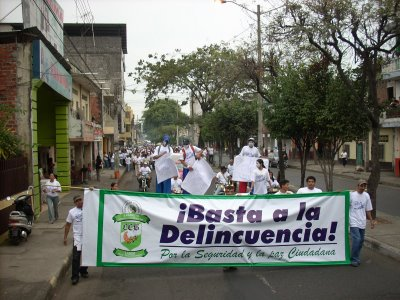 ¡Basta a la
Delincuencia!
Por la Seguridad y la paz Ciudadana